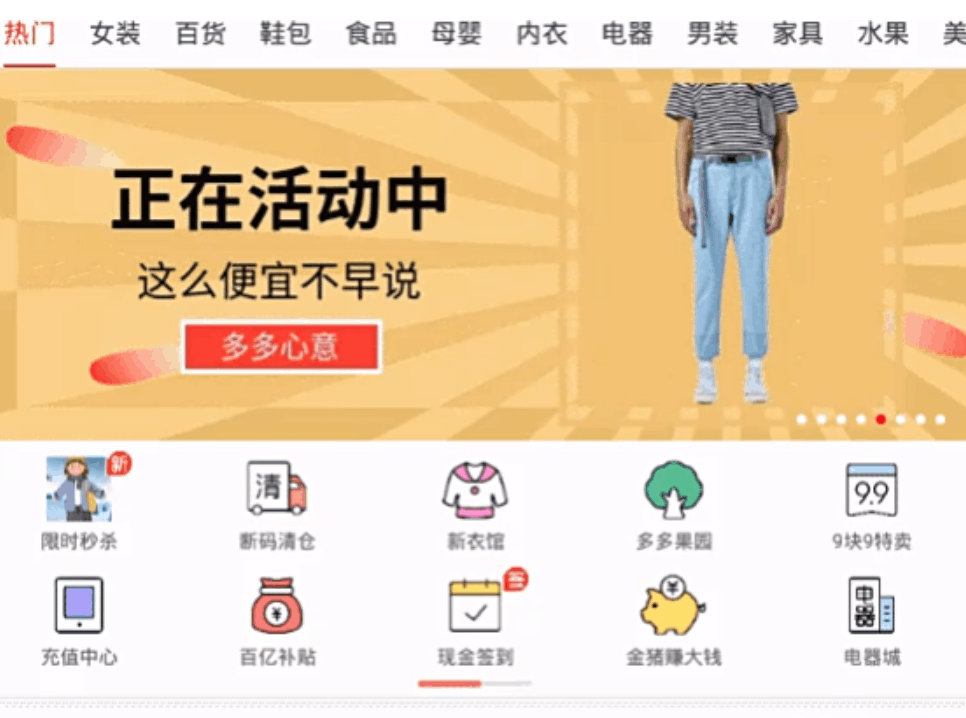 热门 女装 百货 鞋包 食品 母婴 内衣 电器 男装 家具 水果 美
正在活动中
这么便宜不早说
多多心意
新
清
9.9
限时秒杀 断码清仓 新衣馆 多多果园 9块9特卖
¥
¥
电器
充值中心 百亿补贴 现金签到 金猪赚大钱 电器城